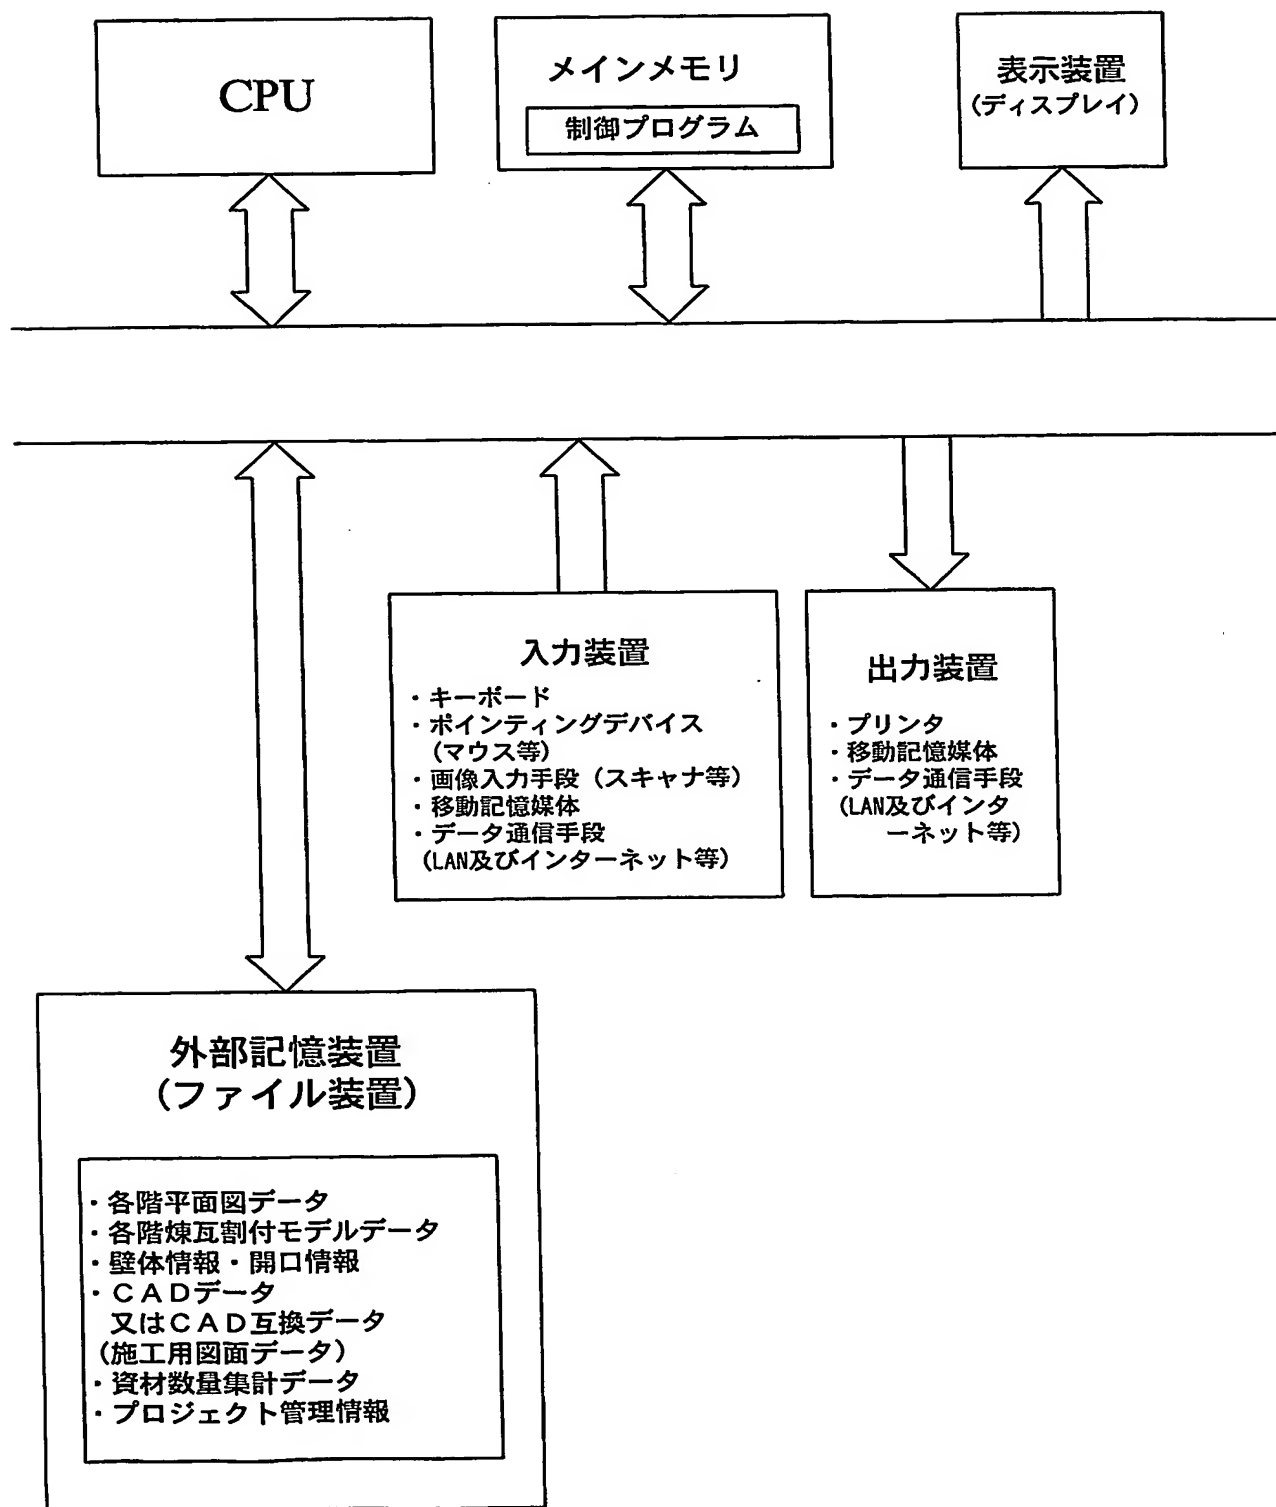 CPU
メインメモリ
制御プログラム
表示装置
(ディスプレイ)
入力装置
・キーボード
・ポインティングデバイス
(マウス等)
・画像入力手段（スキャナ等)
・移動記憶媒体
・データ通信手段
(LAN及びインターネット等)
出力装置
・プリンタ
・移動記憶媒体
・データ通信手段
(LAN及びインタ
ーネット等)
外部記憶装置
(ファイル装置)
・各階平面図データ
・各階煉瓦割付モデルデータ
・壁体情報・開口情報
・ＣＡＤデータ
又はＣＡＤ互換データ
(施工用図面データ)
・資材数量集計データ
・プロジェクト管理情報